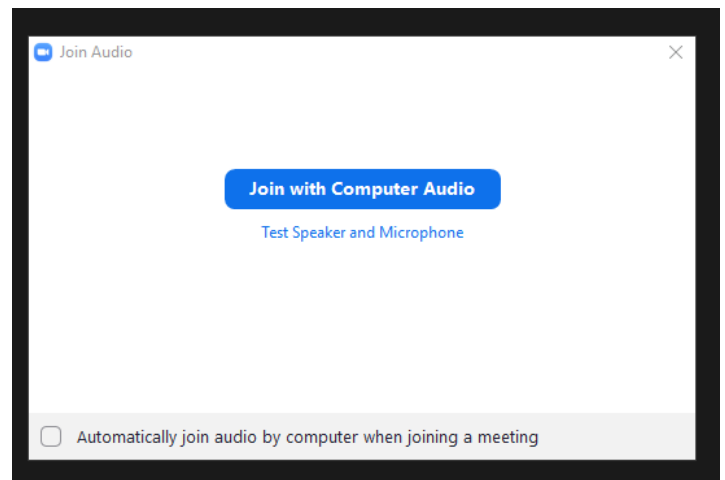 Join Audio
Join with Computer Audio
Test Speaker and Microphone
Automatically join audio by computer when joining a meeting